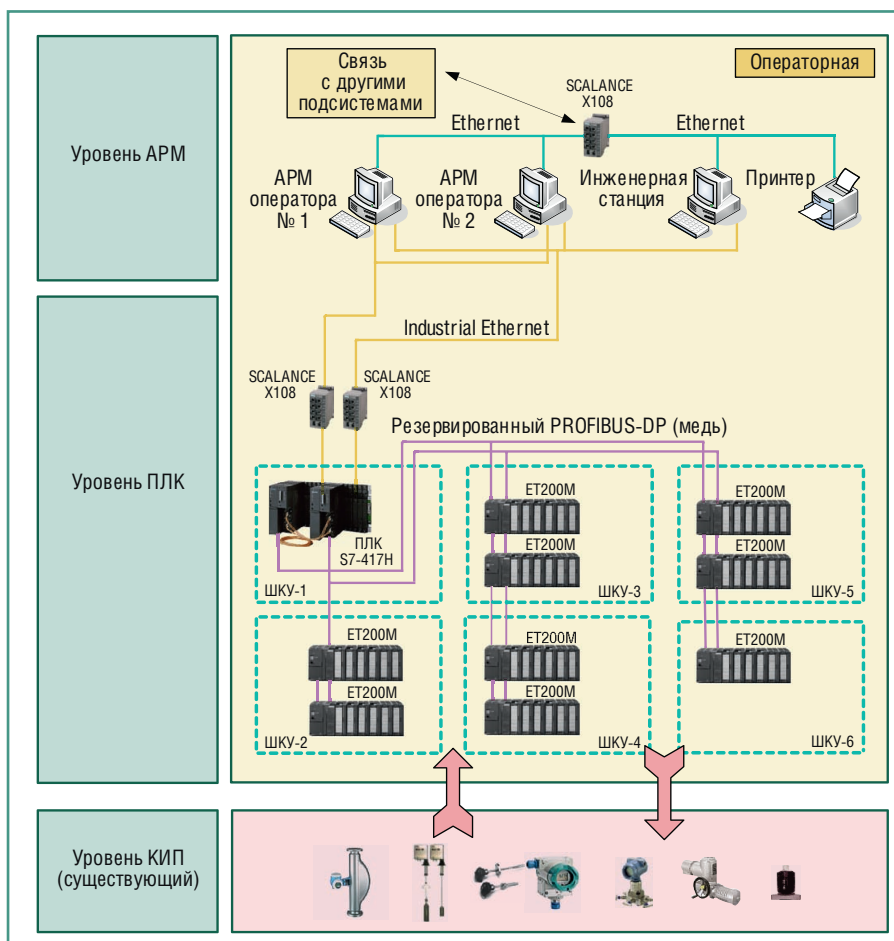 Связь
с другими
подсистемами
Операторная
SCALANCE
X108
Ethernet
Ethernet
Уровень АРМ
АРМ
оператора
№ 1
АРМ
оператора
№ 2
Инженерная
станция
Принтер
Industrial Ethernet
SCALANCE
X108
SCALANCE
X108
Резервированный PROFIBUS-DP (медь)
Уровень ПЛК
ПЛК
S7-417H
ШКУ-1
ET200M
ET200M
ШКУ-3
ET200M
ET200M
ШКУ-5
ET200M
ET200M
ШКУ-2
ET200M
ET200M
ШКУ-4
ET200M
ШКУ-6
Уровень КИП
(существующий)